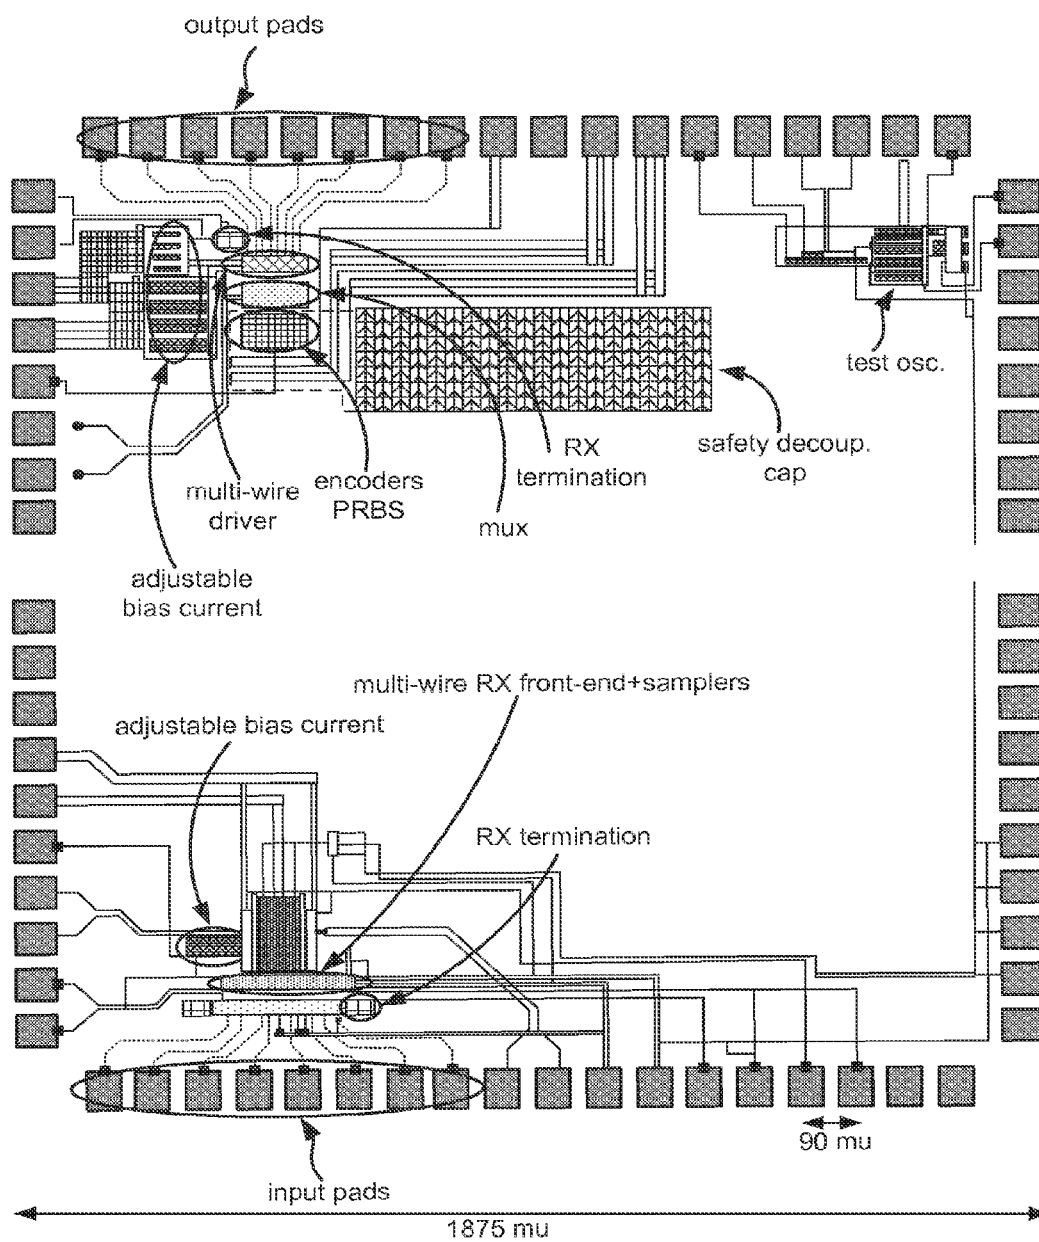 output pads
test osc.
safety decoup.
cap
RX
termination
encoders
PRBS
multi-wire
driver
mux
adjustable
bias current
multi-wire RX front-end+samplers
adjustable bias current
RX termination
90 mu
input pads
1875 mu